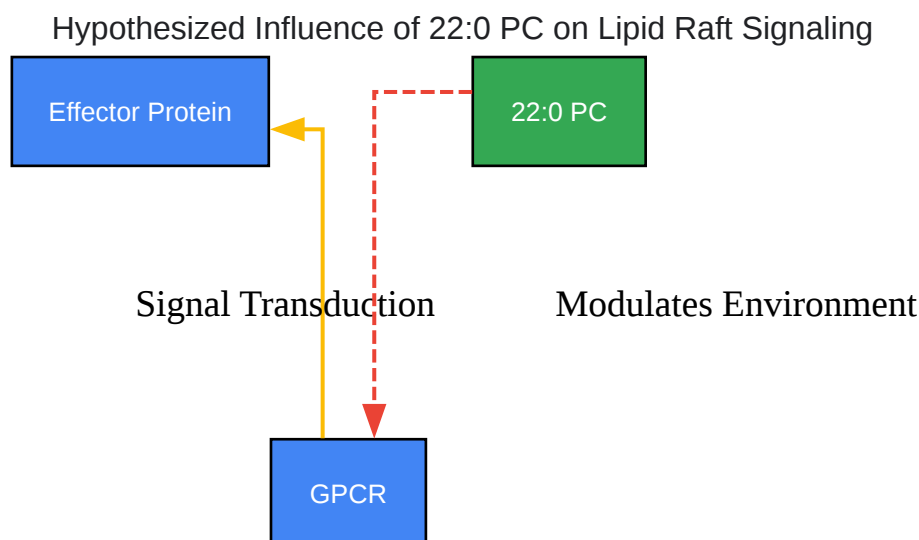 Hypothesized Influence of 22:0 PC on Lipid Raft Signaling
Effector Protein
22:0 PC
Signal Transduction
Modulates Environment
GPCR